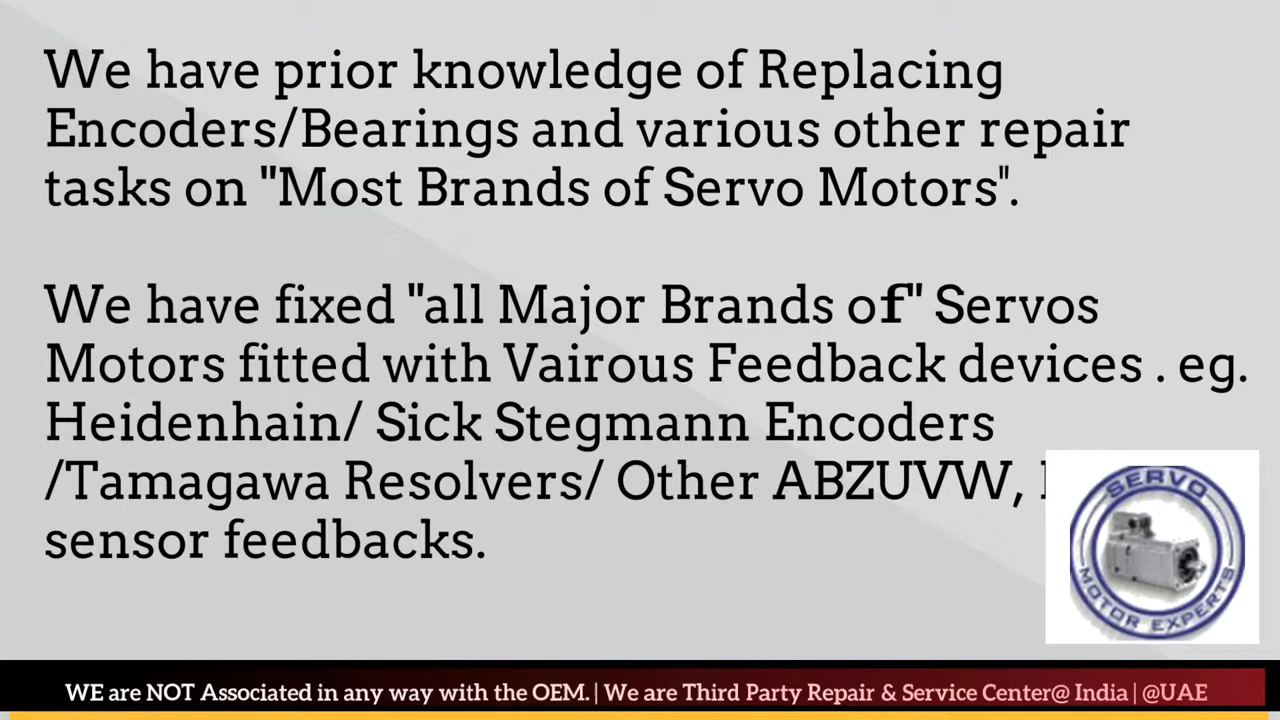 We have prior knowledge of Replacing
Encoders/Bearings and various other repair
tasks on "Most Brands of Servo Motors".
We have fixed "all Major Brands of" Servos
Motors fitted with Vairous Feedback devices . eg.
Heidenhain/ Sick Stegmann Encoders
/Tamagawa Resolvers/ Other ABZUVW,
sensor feedbacks.
SERVO
MOTOR EXPERTS
WE are NOT Associated in any way with the OEM. | We are Third Party Repair & Service Center@ India | @UAE